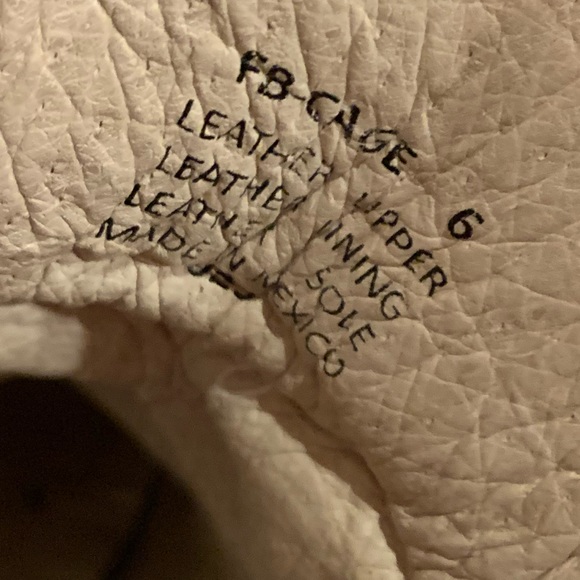 FB-CAGE 6
LEATHER UPPER
LEATHER LINING
LEATHER SOLE
MADE IN MEXICO